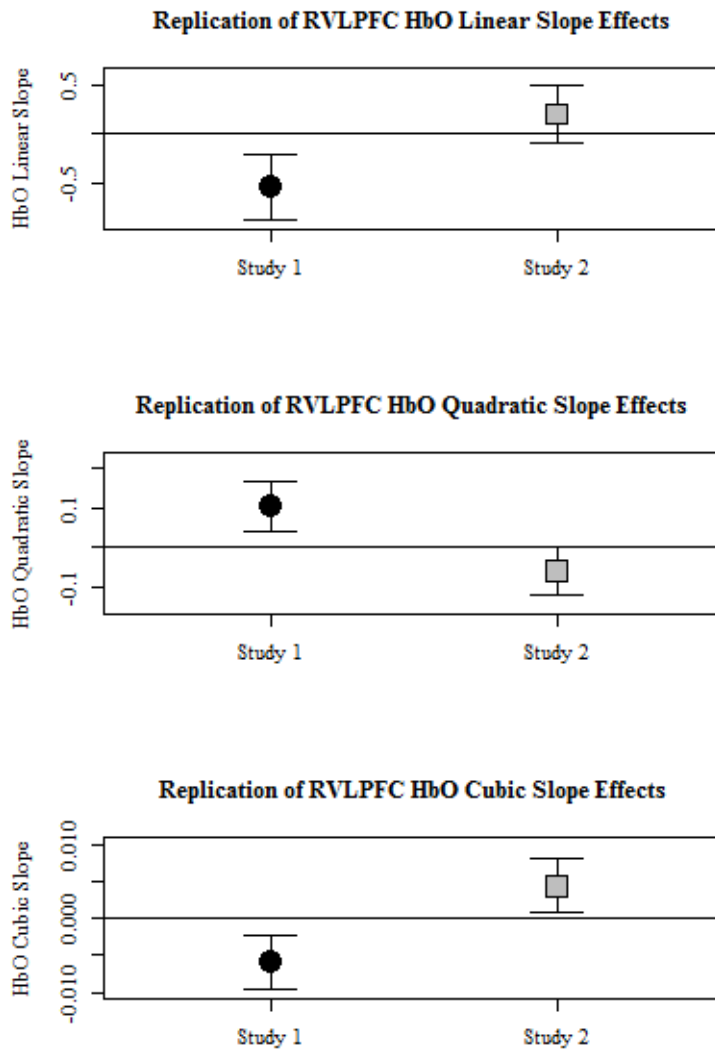 Replication of RVLPFC HbO Linear Slope Effects
HbO Linear Slope
0.5
-0.5
Study 1
Study 2
Replication of RVLPFC HbO Quadratic Slope Effects
HbO Quadratic Slope
0.1
-0.1
Study 1
Study 2
Replication of RVLPFC HbO Cubic Slope Effects
HbO Cubic Slope
0.010
0.000
-0.010
Study 1
Study 2